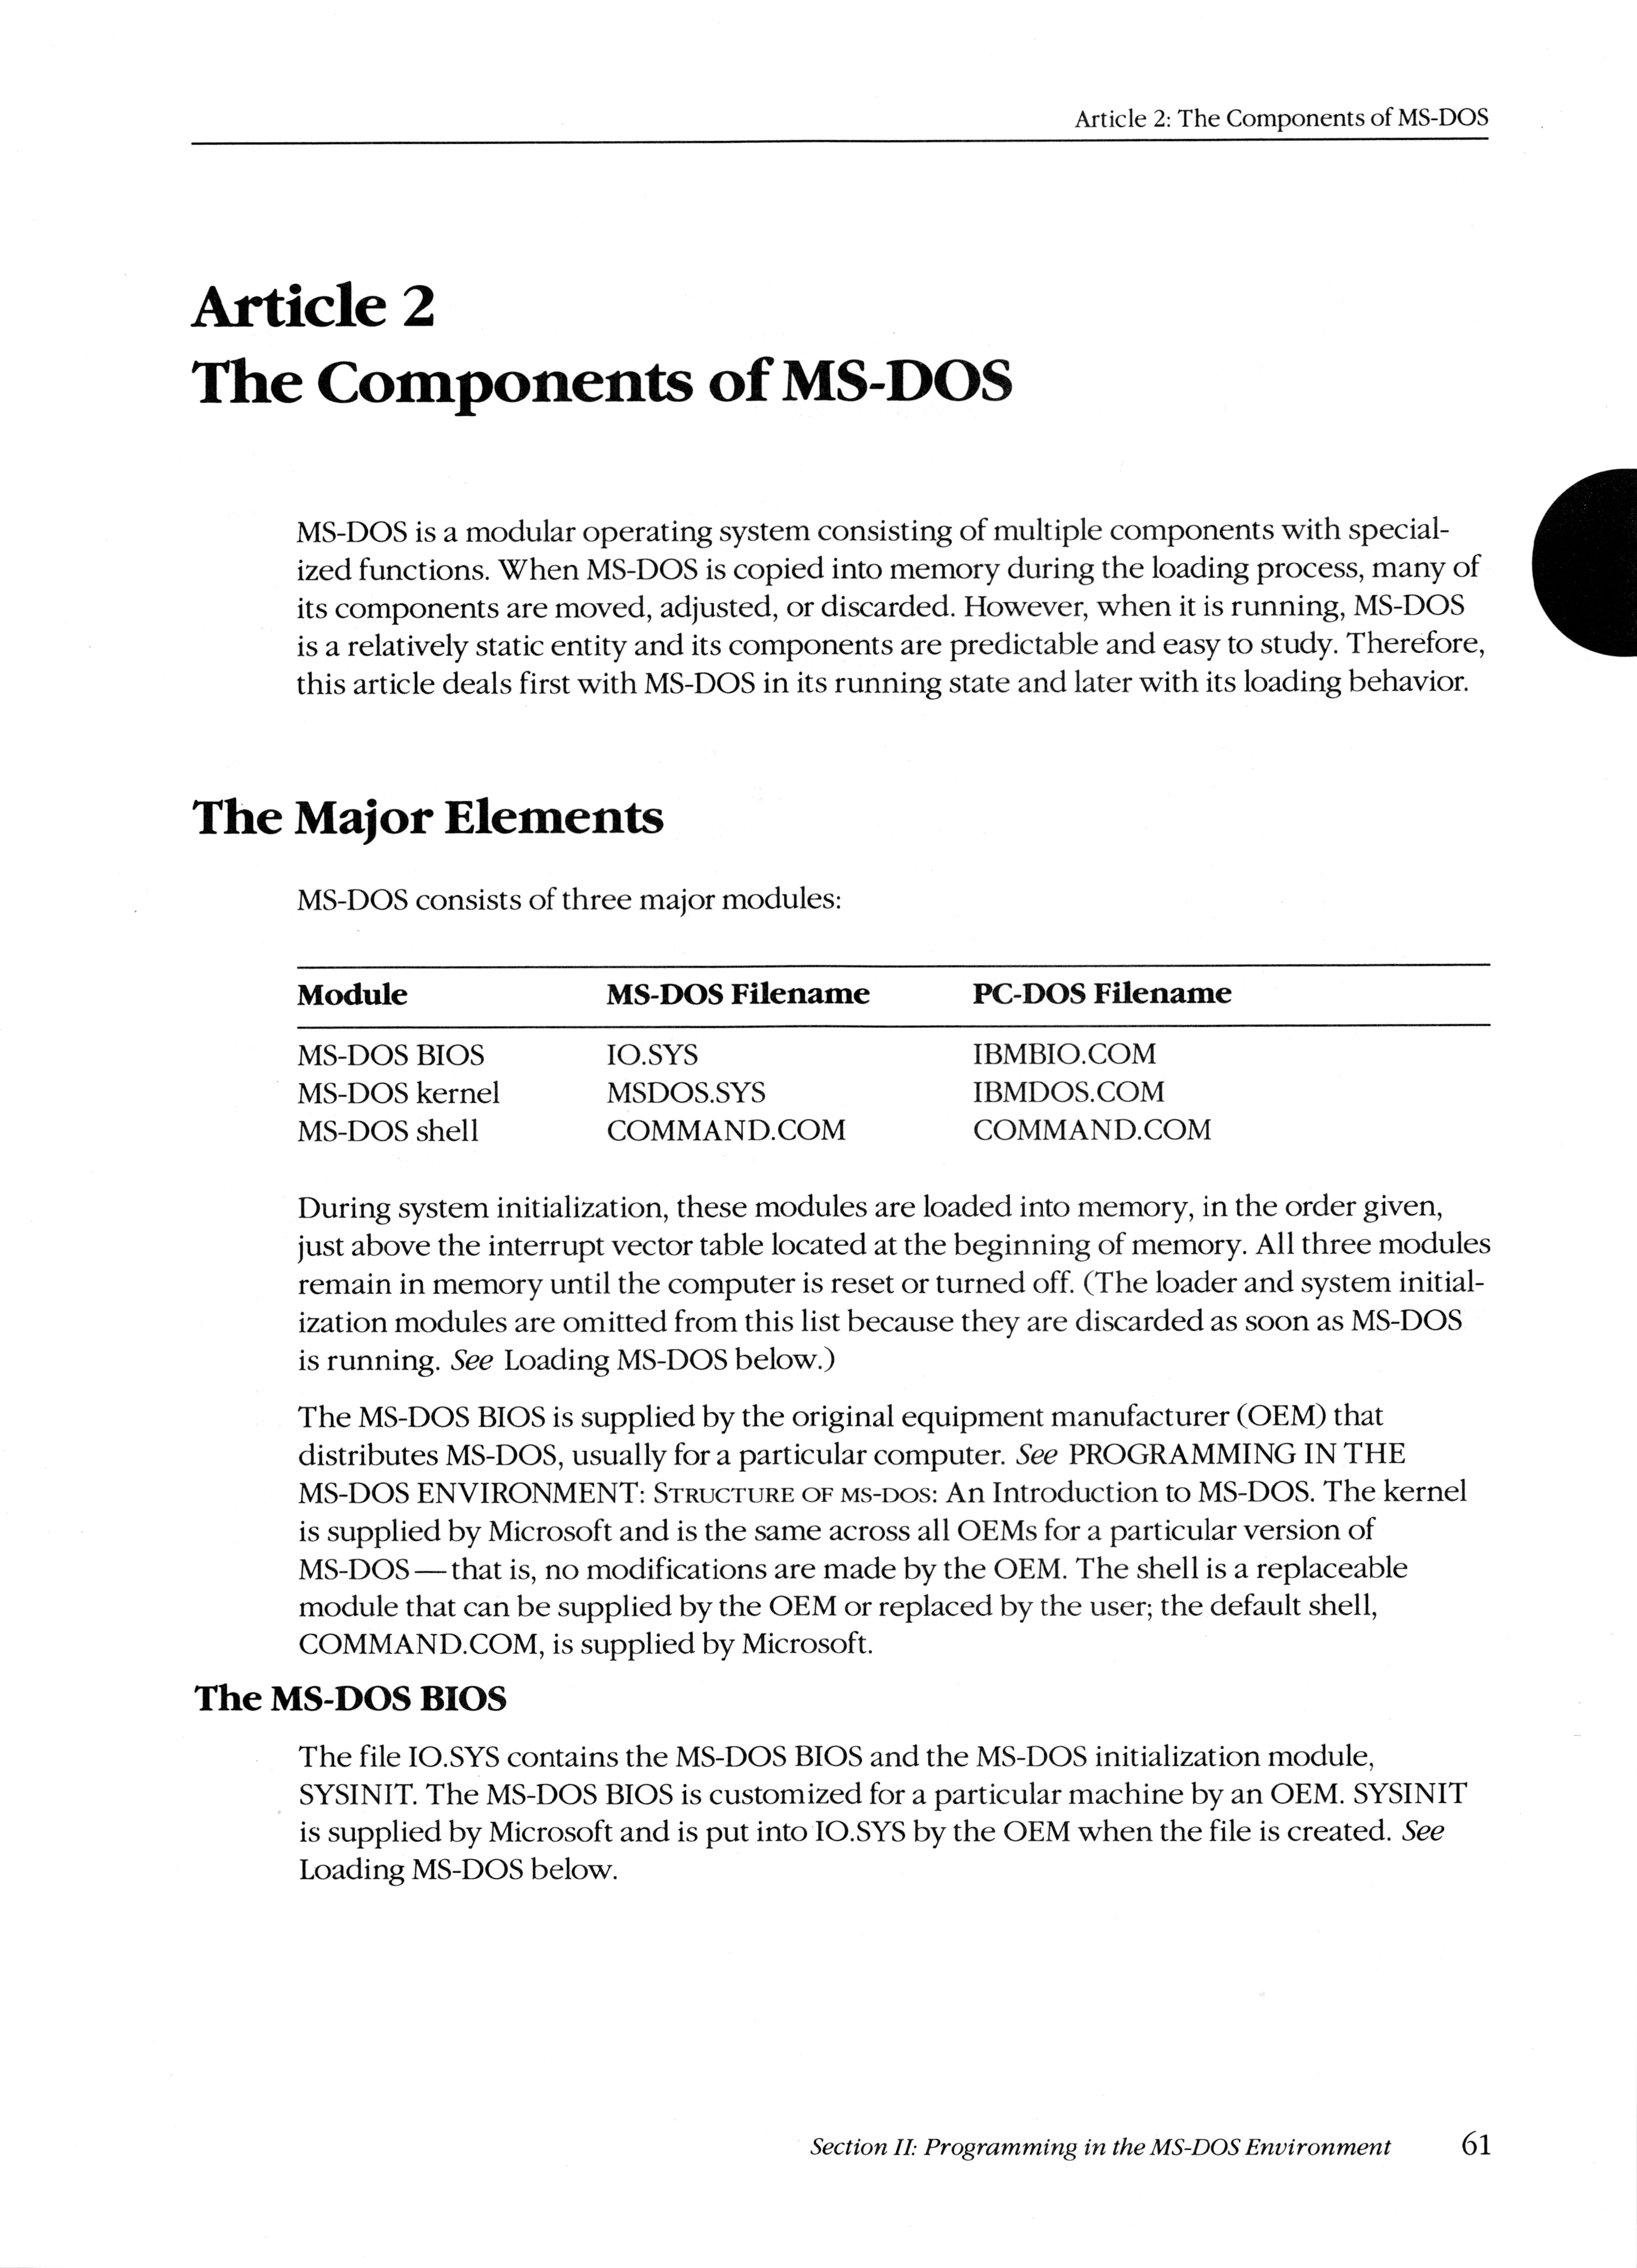 Article 2: The Components of MS-DOS
Article 2
The Components of MS-DOS
MS-DOS is a modular operating system consisting of multiple components with special-
ized functions. When MS-DOS is copied into memory during the loading process, many of
its components are moved, adjusted, or discarded. However, when it is running, MS-DOS
is a relatively static entity and its components are predictable and easy to study. Therefore,
this article deals first with MS-DOS in its running state and later with its loading behavior.
The Major Elements
MS-DOS consists of three major modules:
Module MS-DOS Filename PC-DOS Filename
MS-DOS BIOS IO.SYS IBMBIO.COM
MS-DOS kernel MSDOS.SYS IBMDOS.COM
MS-DOS shell COMMAND.COM COMMAND.COM
During system initialization, these modules are loaded into memory, in the order given,
just above the interrupt vector table located at the beginning of memory. All three modules
remain in memory until the computer is reset or turned off. (The loader and system initial-
ization modules are omitted from this list because they are discarded as soon as MS-DOS
is running. See Loading MS-DOS below.)
The MS-DOS BIOS is supplied by the original equipment manufacturer (OEM) that
distributes MS-DOS, usually for a particular computer. See PROGRAMMING IN THE
MS-DOS ENVIRONMENT: STRUCTURE OF MS-DOS: An Introduction to MS-DOS. The kernel
is supplied by Microsoft and is the same across all OEMs for a particular version of
MS-DOS — that is, no modifications are made by the OEM. The shell is a replaceable
module that can be supplied by the OEM or replaced by the user; the default shell,
COMMAND.COM, is supplied by Microsoft.
The MS-DOS BIOS
The file IO.SYS contains the MS-DOS BIOS and the MS-DOS initialization module,
SYSINIT. The MS-DOS BIOS is customized for a particular machine by an OEM. SYSINIT
is supplied by Microsoft and is put into IO.SYS by the OEM when the file is created. See
Loading MS-DOS below.
Section II: Programming in the MS-DOS Environment 61